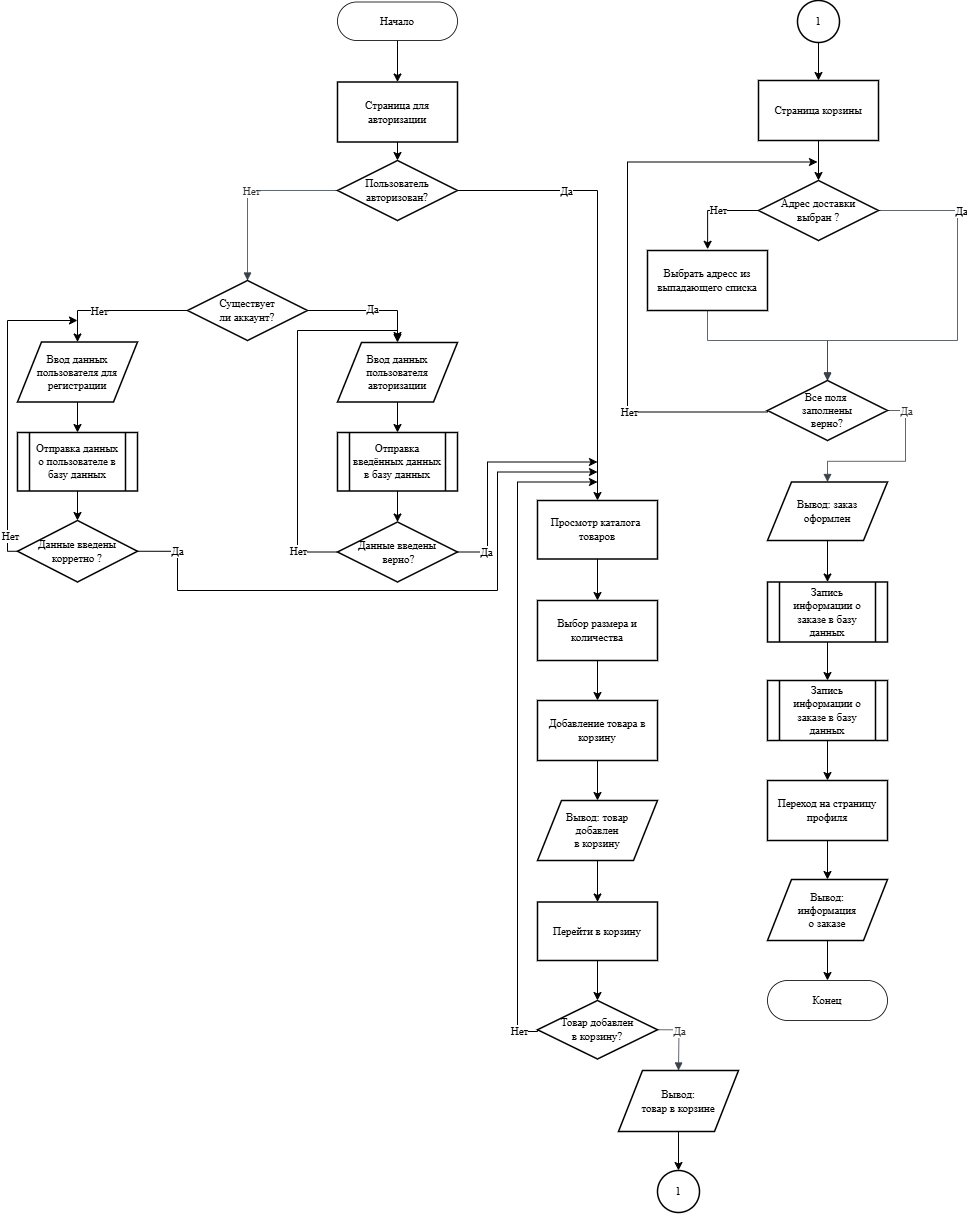 Начало
Страница для
авторизации
Пользователь
авторизован?
Нет
Да
Существует
ли аккаунт?
Нет
Да
Ввод данных
пользователя для
регистрации
Ввод данных
пользователя
авторизации
Отправка данных
о пользователе в
базу данных
Отправка
введённых данных
в базу данных
Данные введены
корретно ?
Нет
Да
Данные введены
верно?
Нет
Да
Просмотр каталога
товаров
Выбор размера и
количества
Добавление товара в
корзину
Вывод: товар
добавлен
в корзину
Перейти в корзину
Товар добавлен
в корзину?
Нет
Да
Вывод:
товар в корзине
1
1
Страница корзины
Адрес доставки
выбран ?
Нет
Да
Выбрать адресс из
выпадающего списка
Все поля
заполнены
верно?
Нет
Да
Вывод: заказ
оформлен
Запись
информации о
заказе в базу
данных
Запись
информации о
заказе в базу
данных
Переход на страницу
профиля
Вывод:
информация
о заказе
Конец